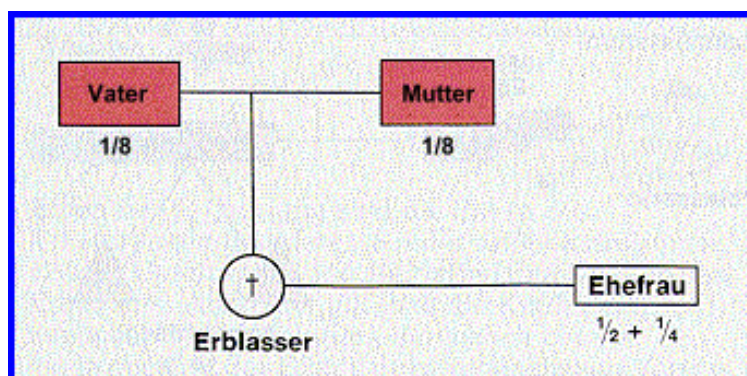 Vater
Mutter
1/8
1/8
†
Ehefrau
Erblasser
1/2 + 1/4